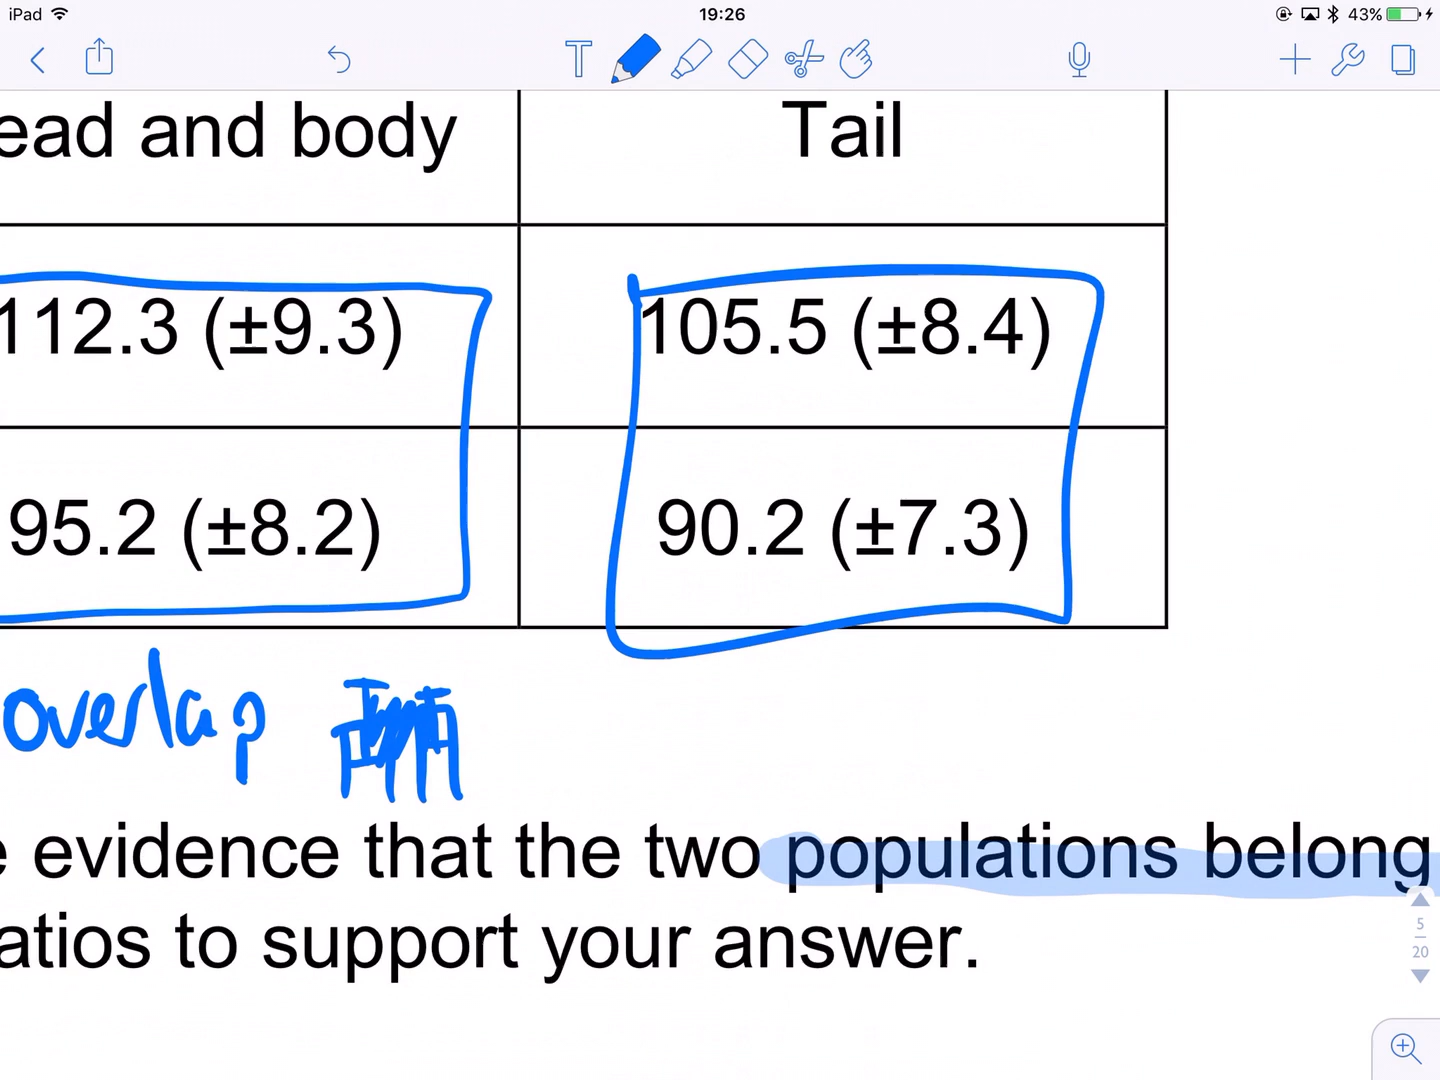 iPad 19:26 43%
T
ead and body Tail
112.3 (±9.3) 105.5 (±8.4)
95.2 (±8.2) 90.2 (±7.3)
overlap
evidence that the two populations belong
atios to support your answer.
5
20